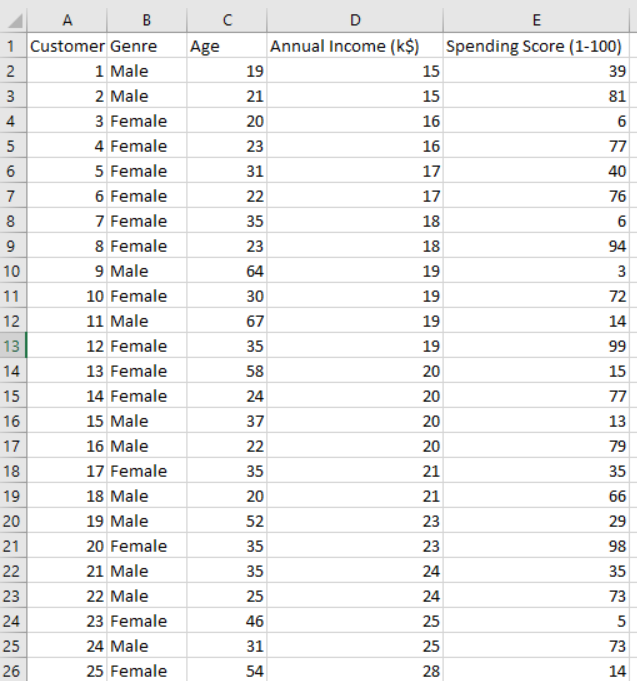 A B C D E
1 Customer Genre Age Annual Income (k$) Spending Score (1-100)
2 1 Male 19 15 39
3 2 Male 21 15 81
4 3 Female 20 16 6
5 4 Female 23 16 77
6 5 Female 31 17 40
7 6 Female 22 17 76
8 7 Female 35 18 6
9 8 Female 23 18 94
10 9 Male 64 19 3
11 10 Female 30 19 72
12 11 Male 67 19 14
13 12 Female 35 19 99
14 13 Female 58 20 15
15 14 Female 24 20 77
16 15 Male 37 20 13
17 16 Male 22 20 79
18 17 Female 35 21 35
19 18 Male 20 21 66
20 19 Male 52 23 29
21 20 Female 35 23 98
22 21 Male 35 24 35
23 22 Male 25 24 73
24 23 Female 46 25 5
25 24 Male 31 25 73
26 25 Female 54 28 14